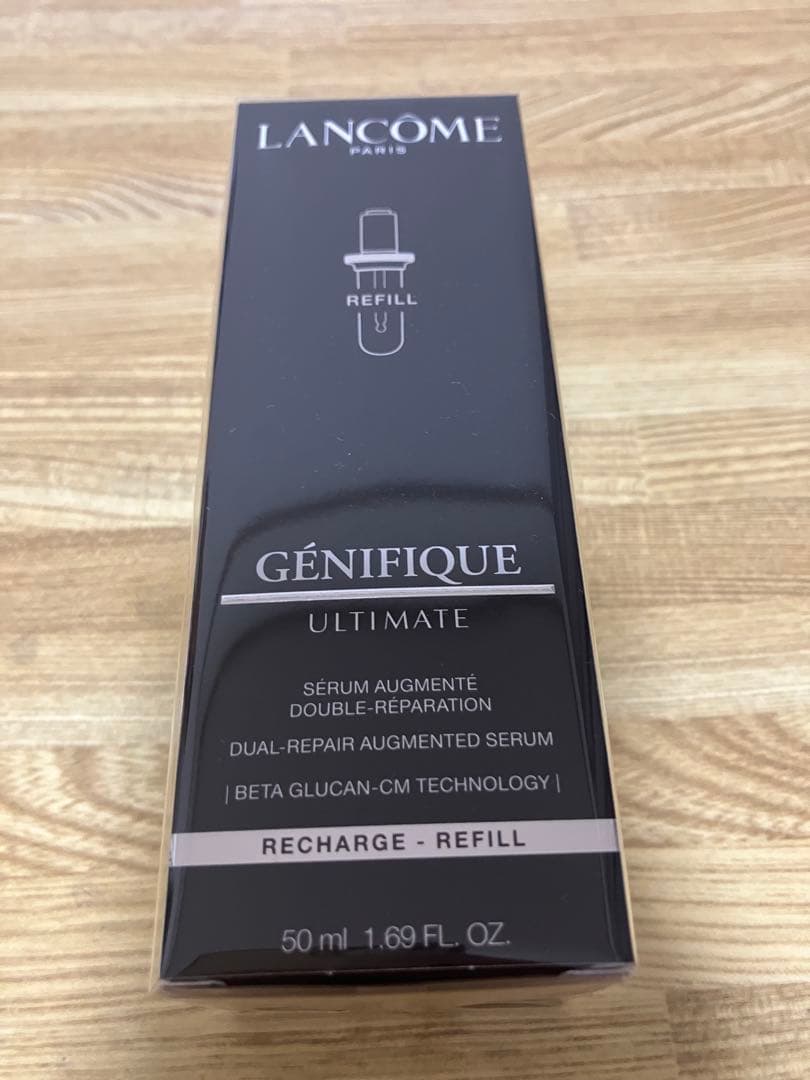 LANCÔME
PARIS
REFILL
GÉNIFIQUE
ULTIMATE
SÉRUM AUGMENTÉ
DOUBLE-RÉPARATION
DUAL-REPAIR AUGMENTED SERUM
| BETA GLUCAN-CM TECHNOLOGY |
RECHARGE - REFILL
50 ml 1.69 FL. OZ.